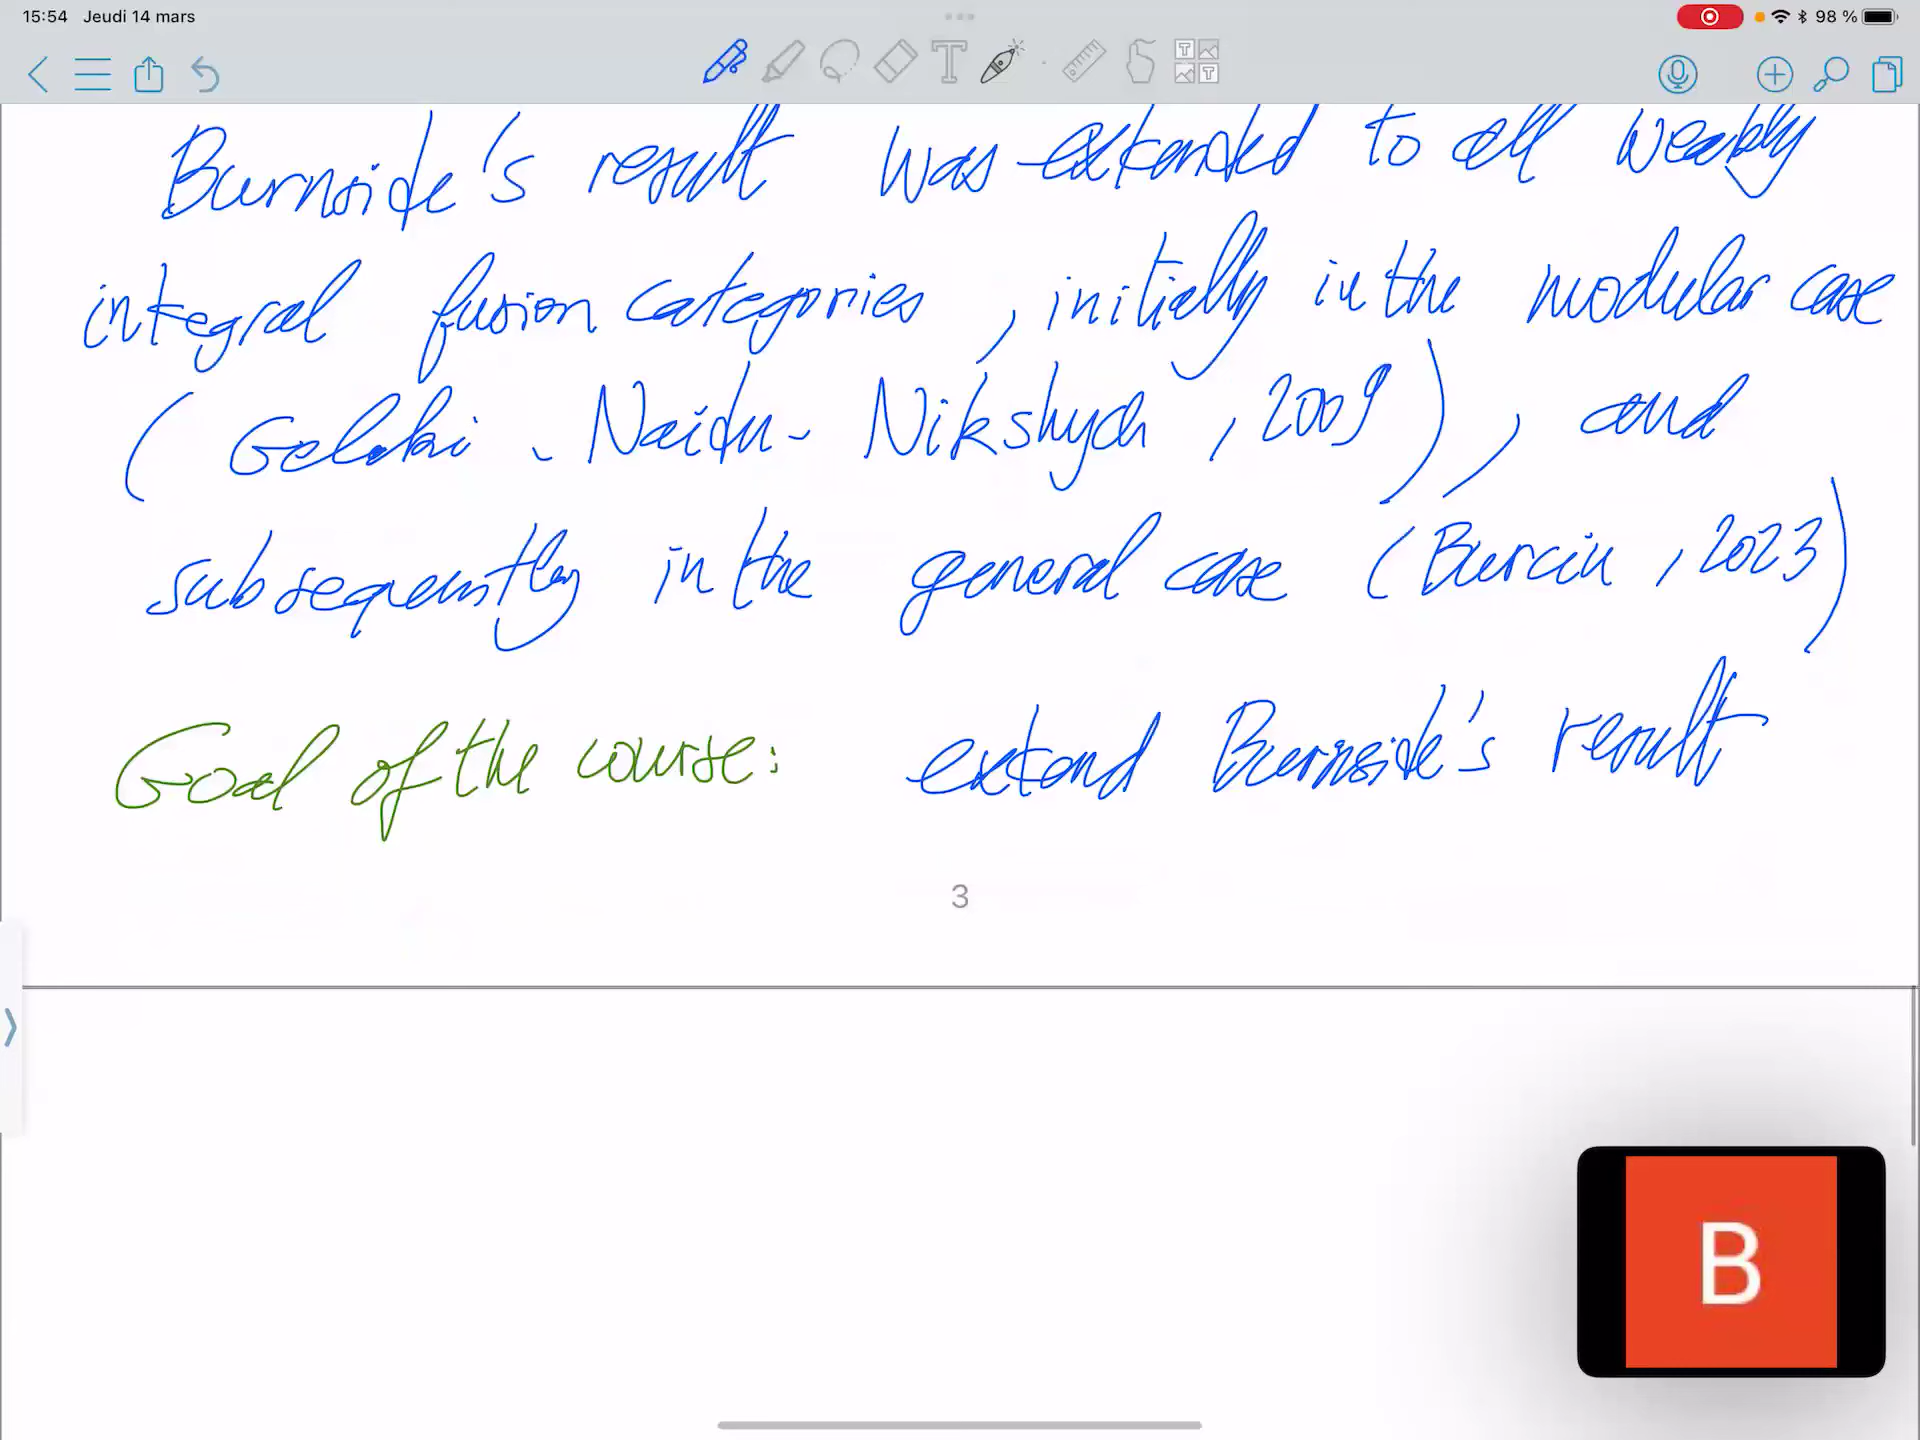 15:54 Jeudi 14 mars 98 %
Burnside's result was extended to all weakly
integral fusion categories, initially in the modular case
(Gelaki - Naidu - Nikshych, 2009), and
subsequently in the general case (Burciu, 2023)
Goal of the course: extend Burnside's result
3
B